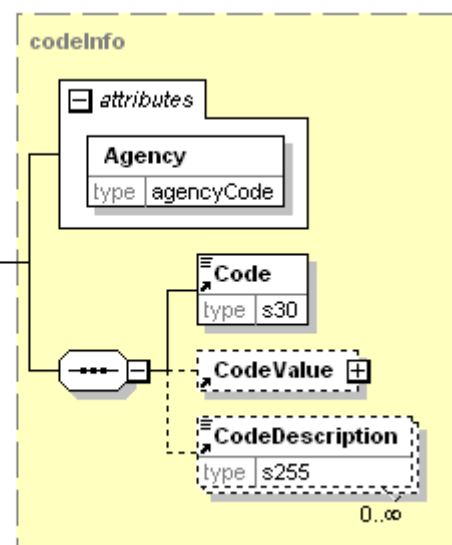 codeInfo
attributes
Agency
type agencyCode
Code
type s30
CodeValue
CodeDescription
type s255
0..∞